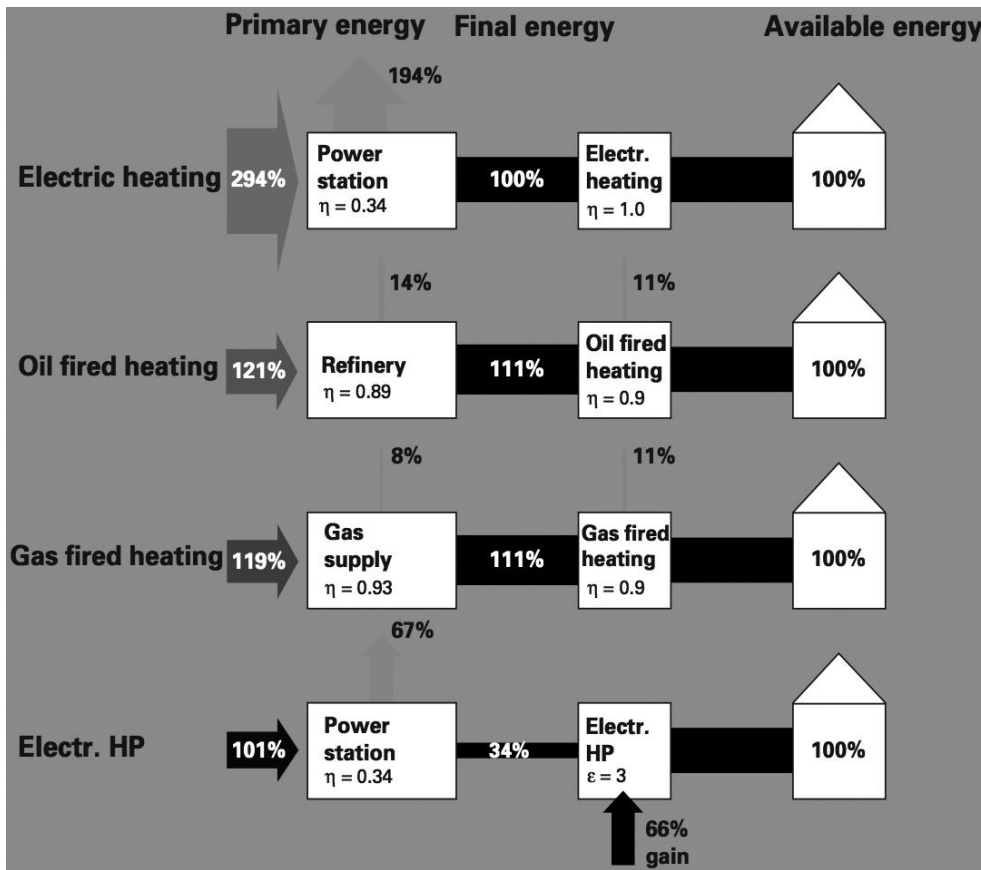 Primary energy
Final energy
Available energy
194%
Electric heating
294%
Power
station
η = 0.34
100%
Electr.
heating
η = 1.0
100%
14%
11%
Oil fired heating
121%
Refinery
η = 0.89
111%
Oil fired
heating
η = 0.9
100%
8%
11%
Gas fired heating
119%
Gas
supply
η = 0.93
111%
Gas fired
heating
η = 0.9
100%
67%
Electr. HP
101%
Power
station
η = 0.34
34%
Electr.
HP
ε = 3
100%
66%
gain